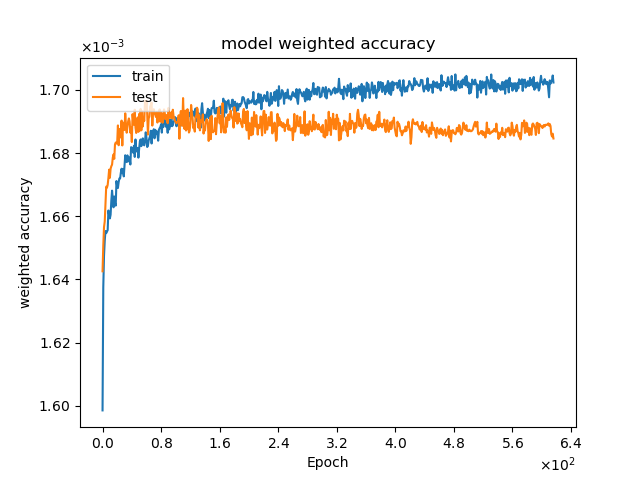 model weighted accuracy
×10⁻³
train
test
1.70
1.68
1.66
1.64
1.62
1.60
weighted accuracy
0.0 0.8 1.6 2.4 3.2 4.0 4.8 5.6 6.4
Epoch
×10²